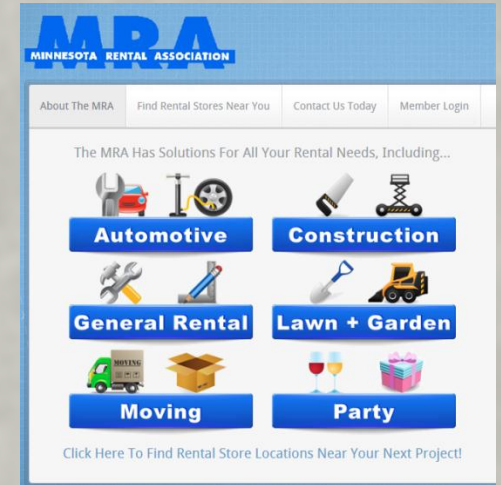 MRA
MINNESOTA RENTAL ASSOCIATION
About The MRA Find Rental Stores Near You Contact Us Today Member Login
The MRA Has Solutions For All Your Rental Needs, Including...
Automotive Construction
General Rental Lawn + Garden
MOVING
Moving Party
Click Here To Find Rental Store Locations Near Your Next Project!